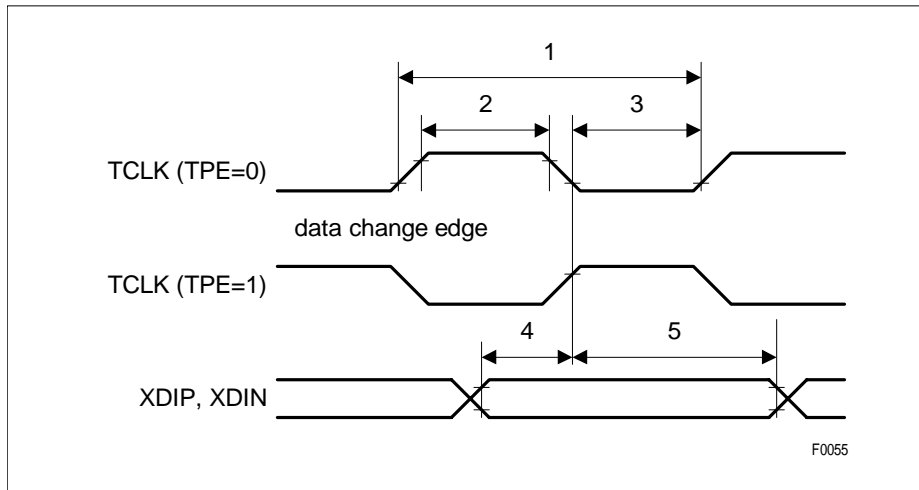 1
2
3
TCLK (TPE=0)
data change edge
TCLK (TPE=1)
4
5
XDIP, XDIN
F0055